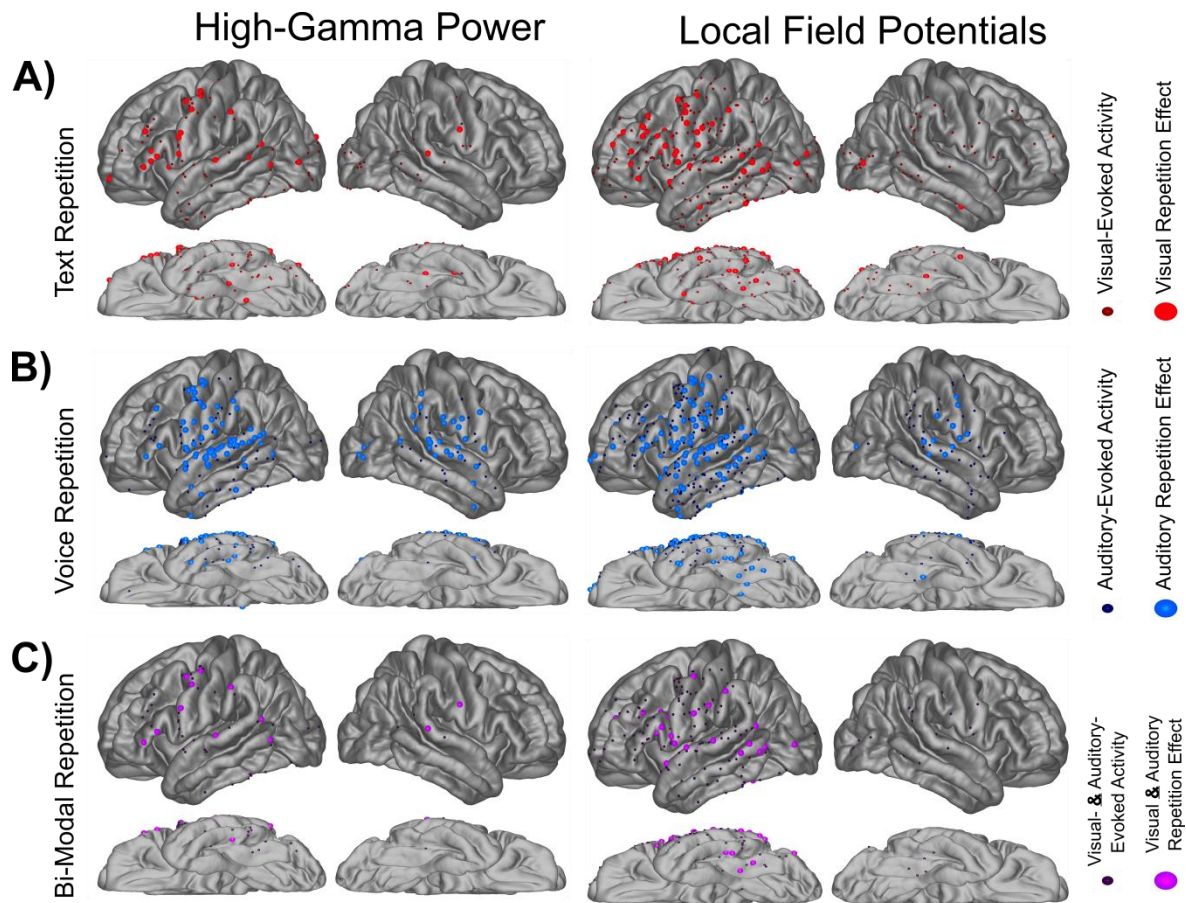 High-Gamma Power
Local Field Potentials
A)
Text Repetition
Visual-Evoked Activity
Visual Repetition Effect
B)
Voice Repetition
Auditory-Evoked Activity
Auditory Repetition Effect
C)
Bi-Modal Repetition
Visual- & Auditory-
Evoked Activity
Visual & Auditory
Repetition Effect